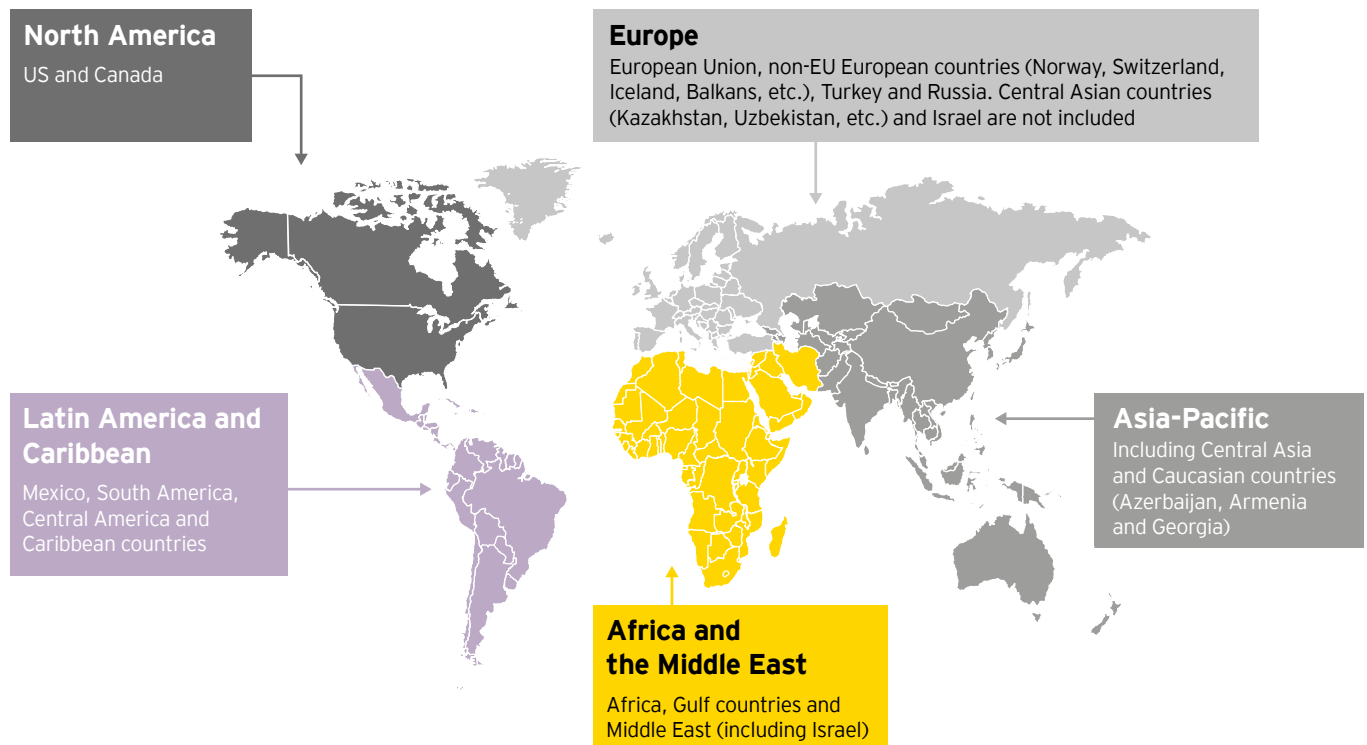 North America
US and Canada
Europe
European Union, non-EU European countries (Norway, Switzerland,
Iceland, Balkans, etc.), Turkey and Russia. Central Asian countries
(Kazakhstan, Uzbekistan, etc.) and Israel are not included
Latin America and
Caribbean
Mexico, South America,
Central America and
Caribbean countries
Asia-Pacific
Including Central Asia
and Caucasian countries
(Azerbaijan, Armenia
and Georgia)
Africa and
the Middle East
Africa, Gulf countries and
Middle East (including Israel)